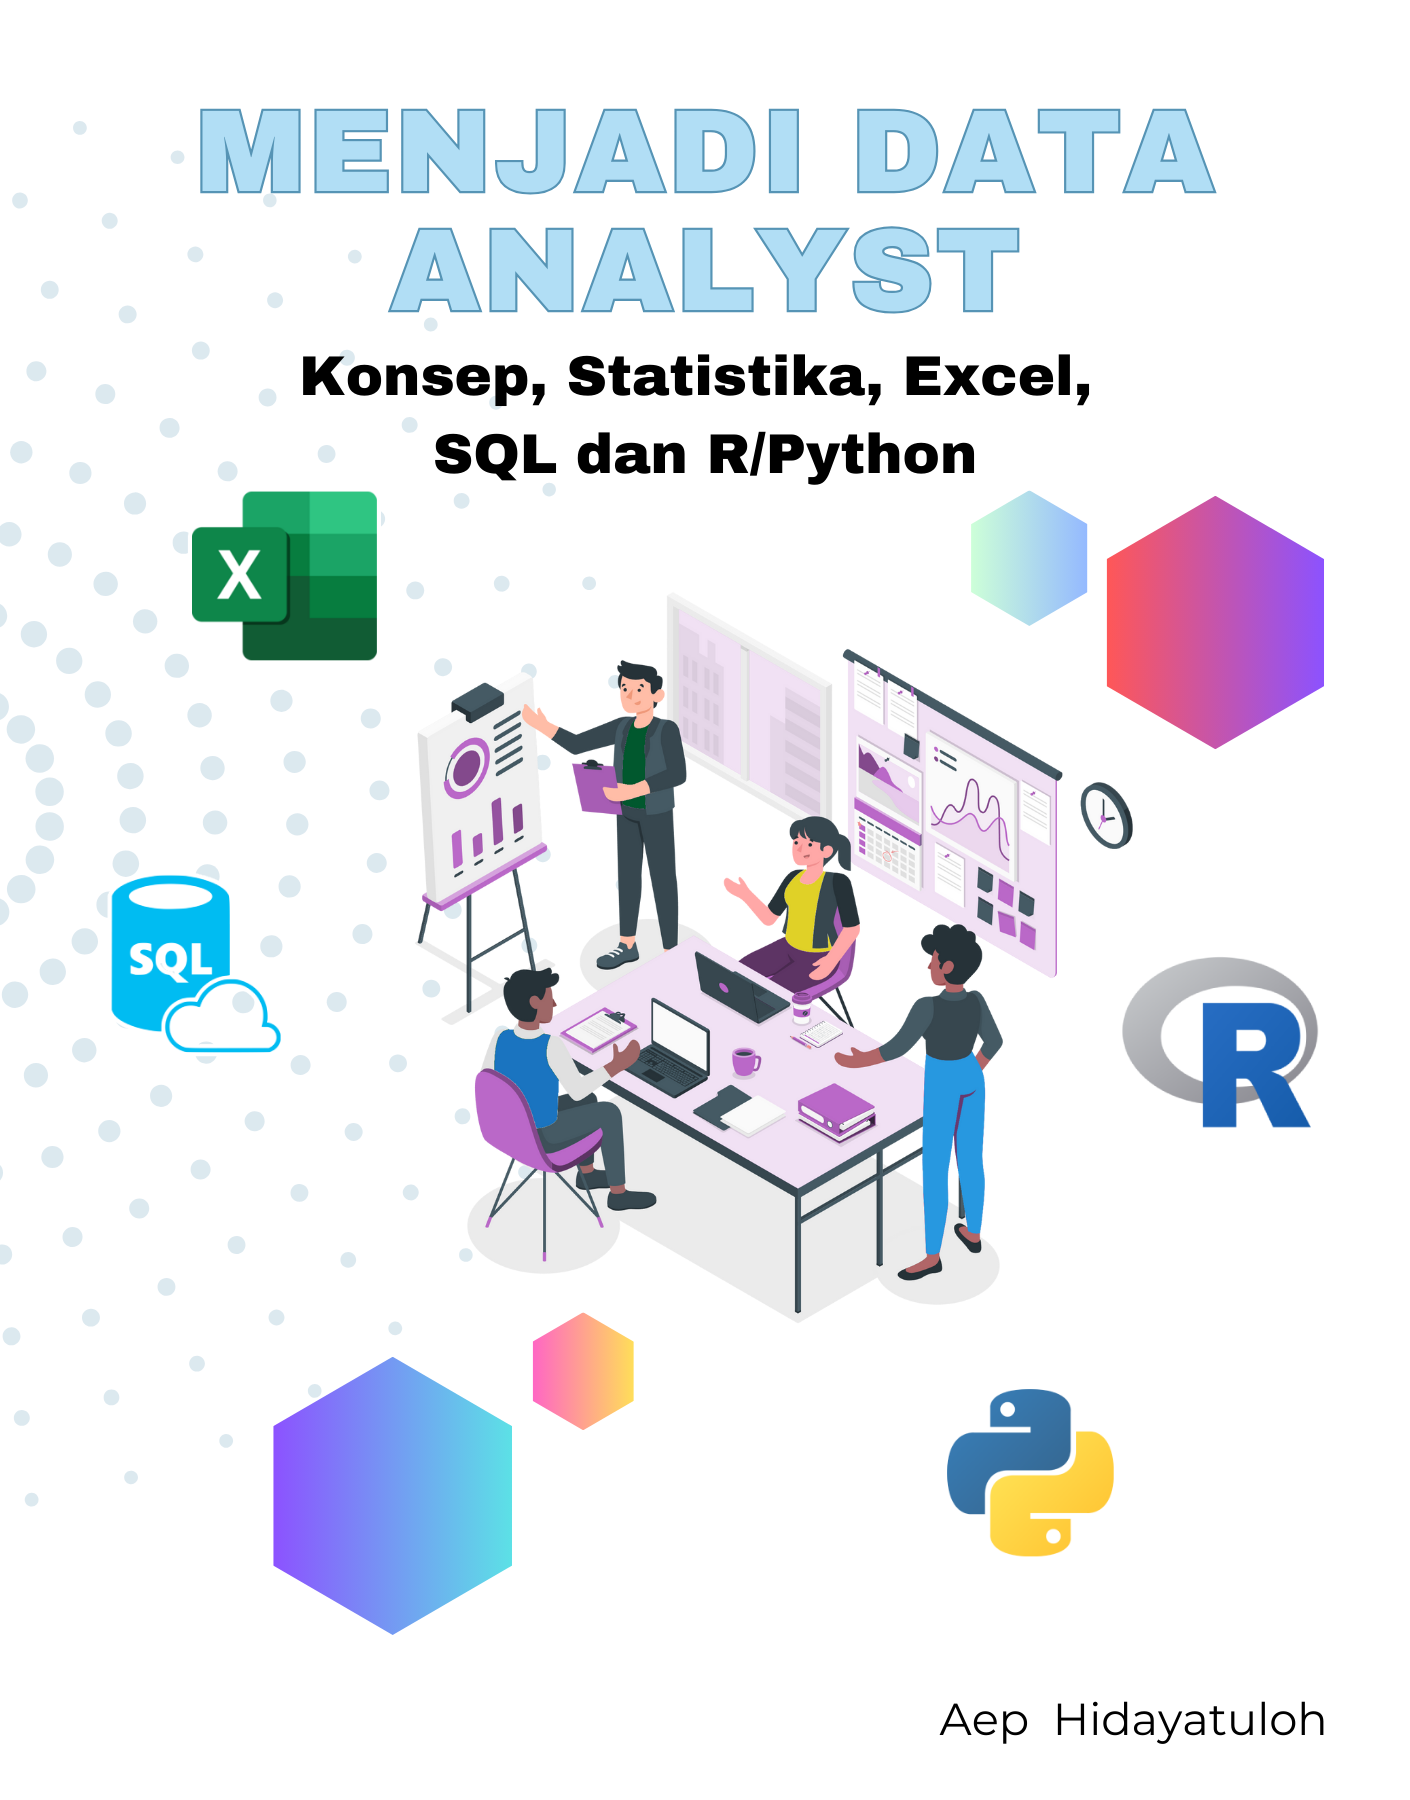 MENJADI DATA
ANALYST
Konsep, Statistika, Excel,
SQL dan R/Python
X
SQL
R
Aep Hidayatuloh